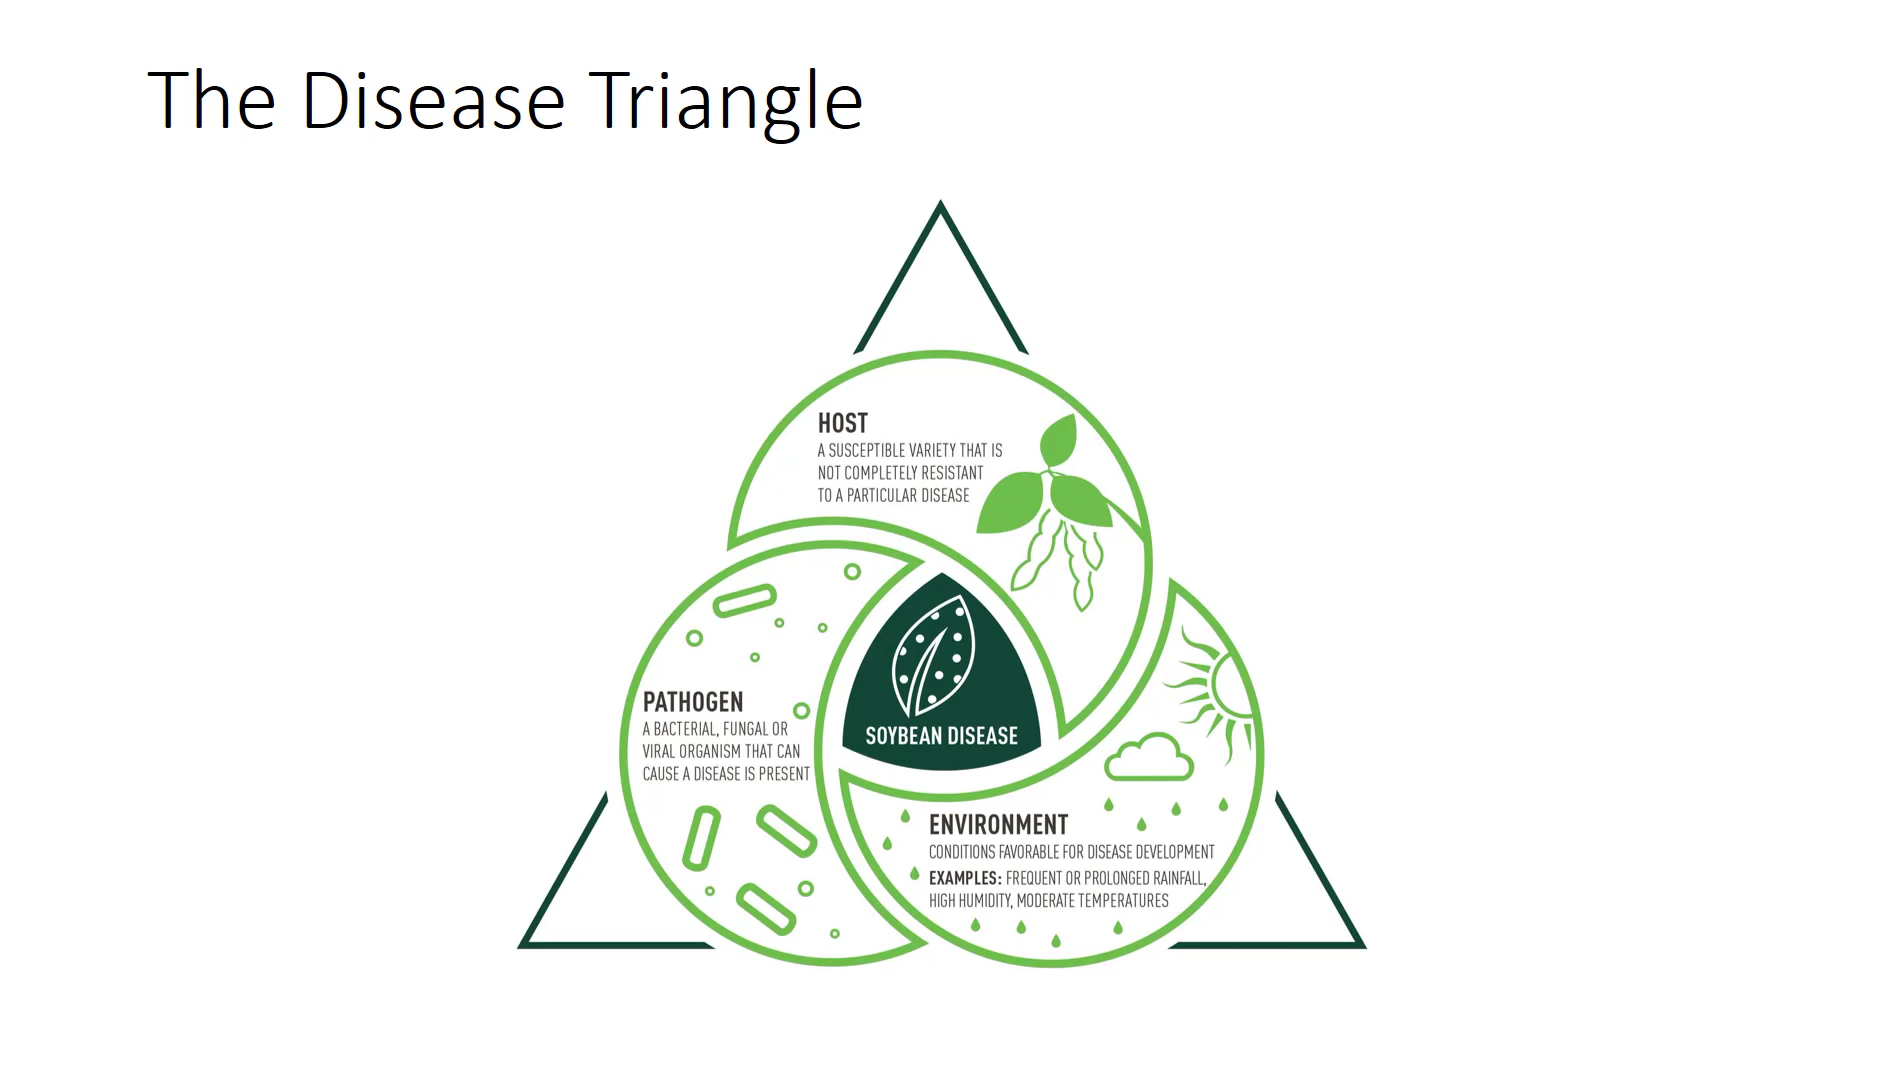 The Disease Triangle
HOST
A SUSCEPTIBLE VARIETY THAT IS
NOT COMPLETELY RESISTANT
TO A PARTICULAR DISEASE
PATHOGEN
A BACTERIAL, FUNGAL OR
VIRAL ORGANISM THAT CAN
CAUSE A DISEASE IS PRESENT
SOYBEAN DISEASE
ENVIRONMENT
CONDITIONS FAVORABLE FOR DISEASE DEVELOPMENT
EXAMPLES: FREQUENT OR PROLONGED RAINFALL,
HIGH HUMIDITY, MODERATE TEMPERATURES